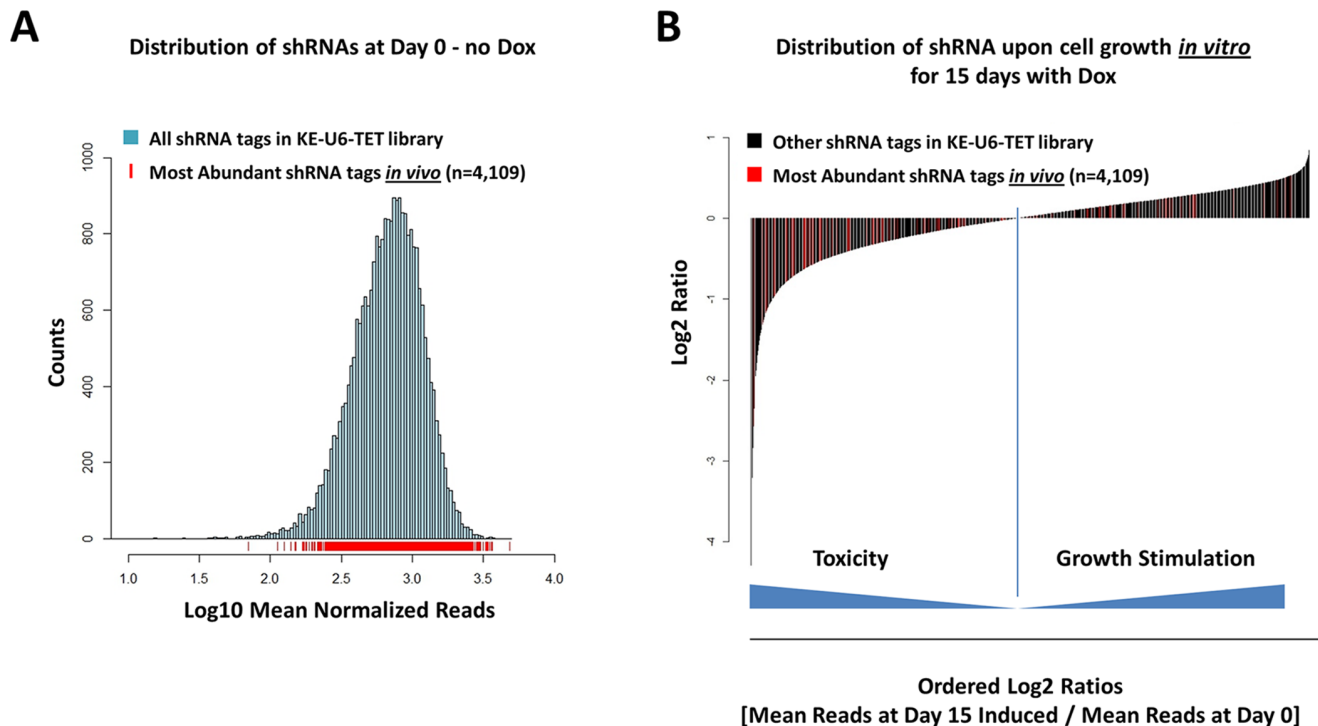 A
Distribution of shRNAs at Day 0 - no Dox
All shRNA tags in KE-U6-TET library
Most Abundant shRNA tags in vivo (n=4,109)
1000
800
600
400
200
0
Counts
1.0 1.5 2.0 2.5 3.0 3.5 4.0
Log10 Mean Normalized Reads
B
Distribution of shRNA upon cell growth in vitro
for 15 days with Dox
Other shRNA tags in KE-U6-TET library
Most Abundant shRNA tags in vivo (n=4,109)
1
0
-1
-2
-3
-4
Log2 Ratio
Toxicity
Growth Stimulation
Ordered Log2 Ratios
[Mean Reads at Day 15 Induced / Mean Reads at Day 0]